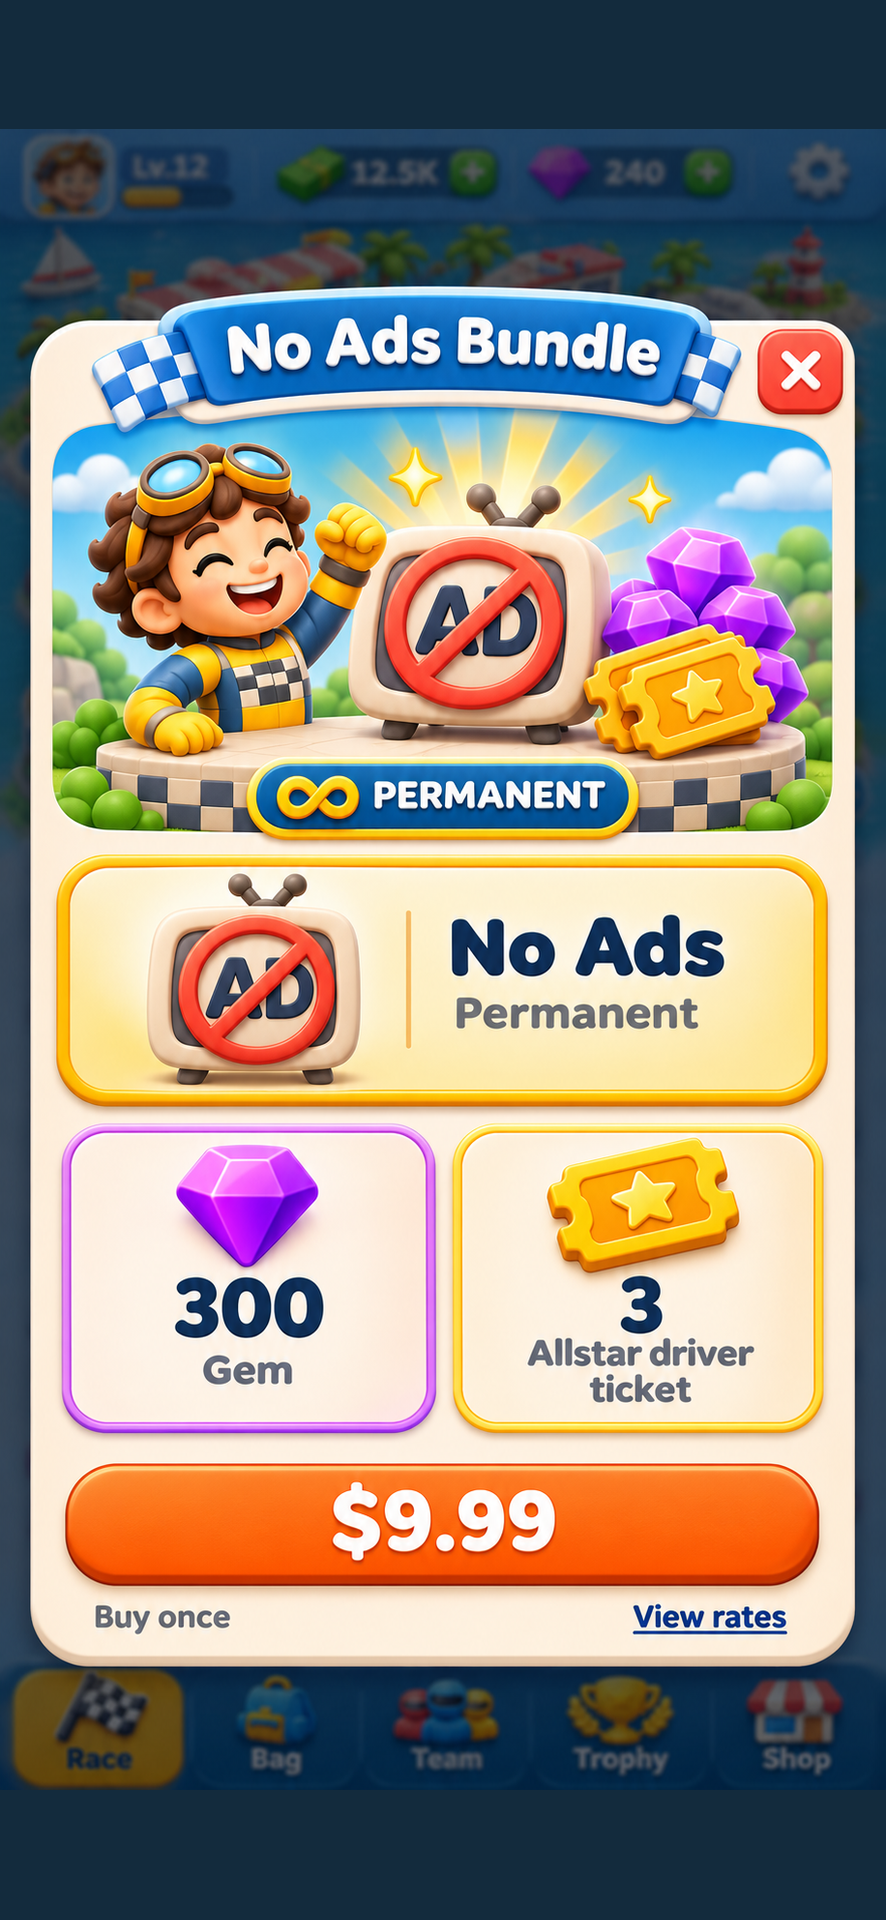 Lv.12
12.5K
240
No Ads Bundle
AD
PERMANENT
AD
No Ads
Permanent
300
Gem
3
Allstar driver
ticket
$9.99
Buy once
View rates
Race
Bag
Team
Trophy
Shop